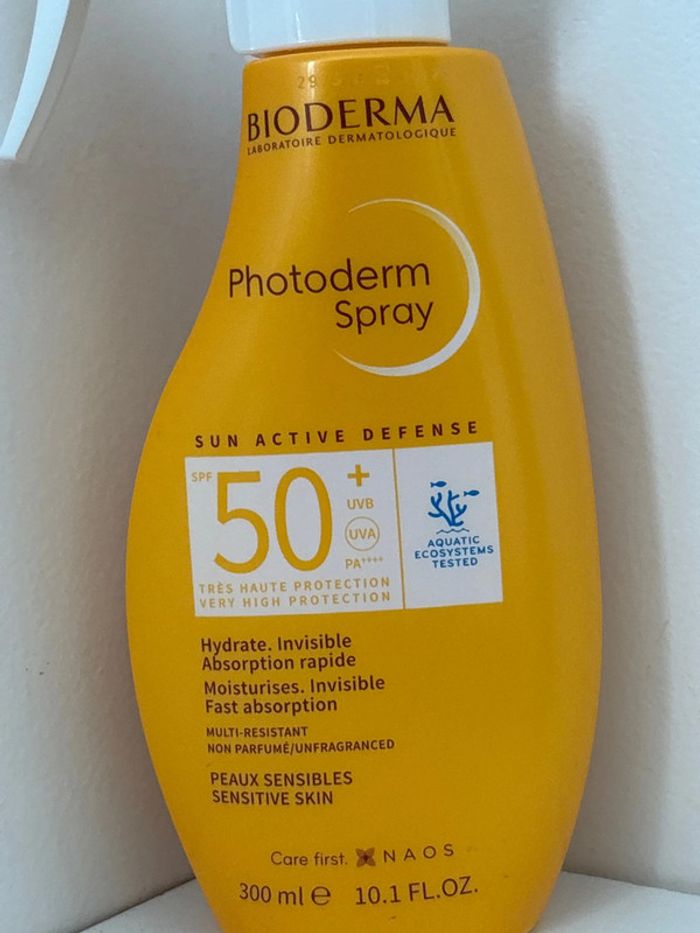 BIODERMA
LABORATOIRE DERMATOLOGIQUE
Photoderm
Spray
SUN ACTIVE DEFENSE
SPF
50+
UVB
UVA
PA++++
TRÈS HAUTE PROTECTION
VERY HIGH PROTECTION
AQUATIC
ECOSYSTEMS
TESTED
Hydrate. Invisible
Absorption rapide
Moisturises. Invisible
Fast absorption
MULTI-RESISTANT
NON PARFUMÉ/UNFRAGRANCED
PEAUX SENSIBLES
SENSITIVE SKIN
Care first. NAOS
300 ml ℮ 10.1 FL.OZ.